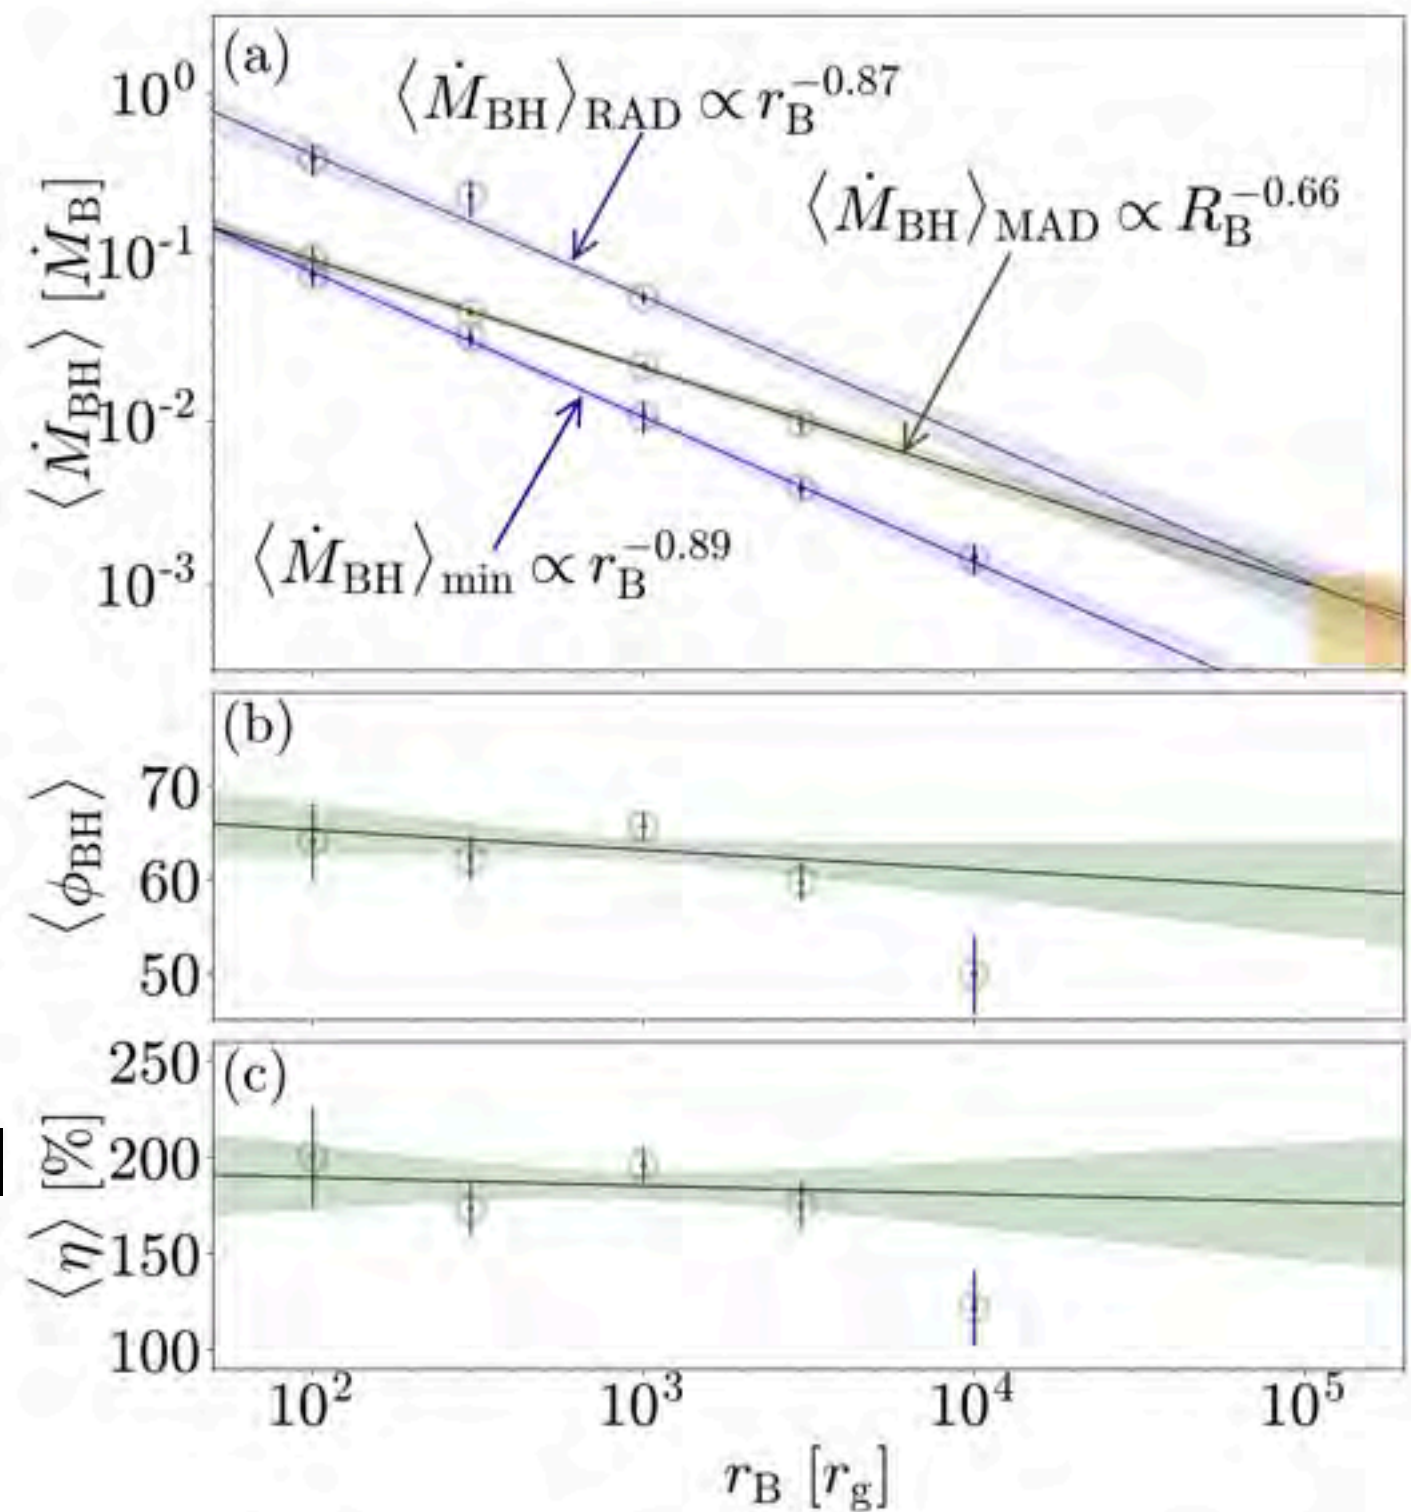 (a)
⟨Ṁ_BH⟩_RAD ∝ r_B^−0.87
⟨Ṁ_BH⟩_MAD ∝ R_B^−0.66
⟨Ṁ_BH⟩_min ∝ r_B^−0.89
⟨Ṁ_BH⟩ [Ṁ_B]
10^0
10^-1
10^-2
10^-3
(b)
⟨ϕ_BH⟩
70
60
50
(c)
⟨η⟩ [%]
250
200
150
100
10^2 10^3 10^4 10^5
r_B [r_g]